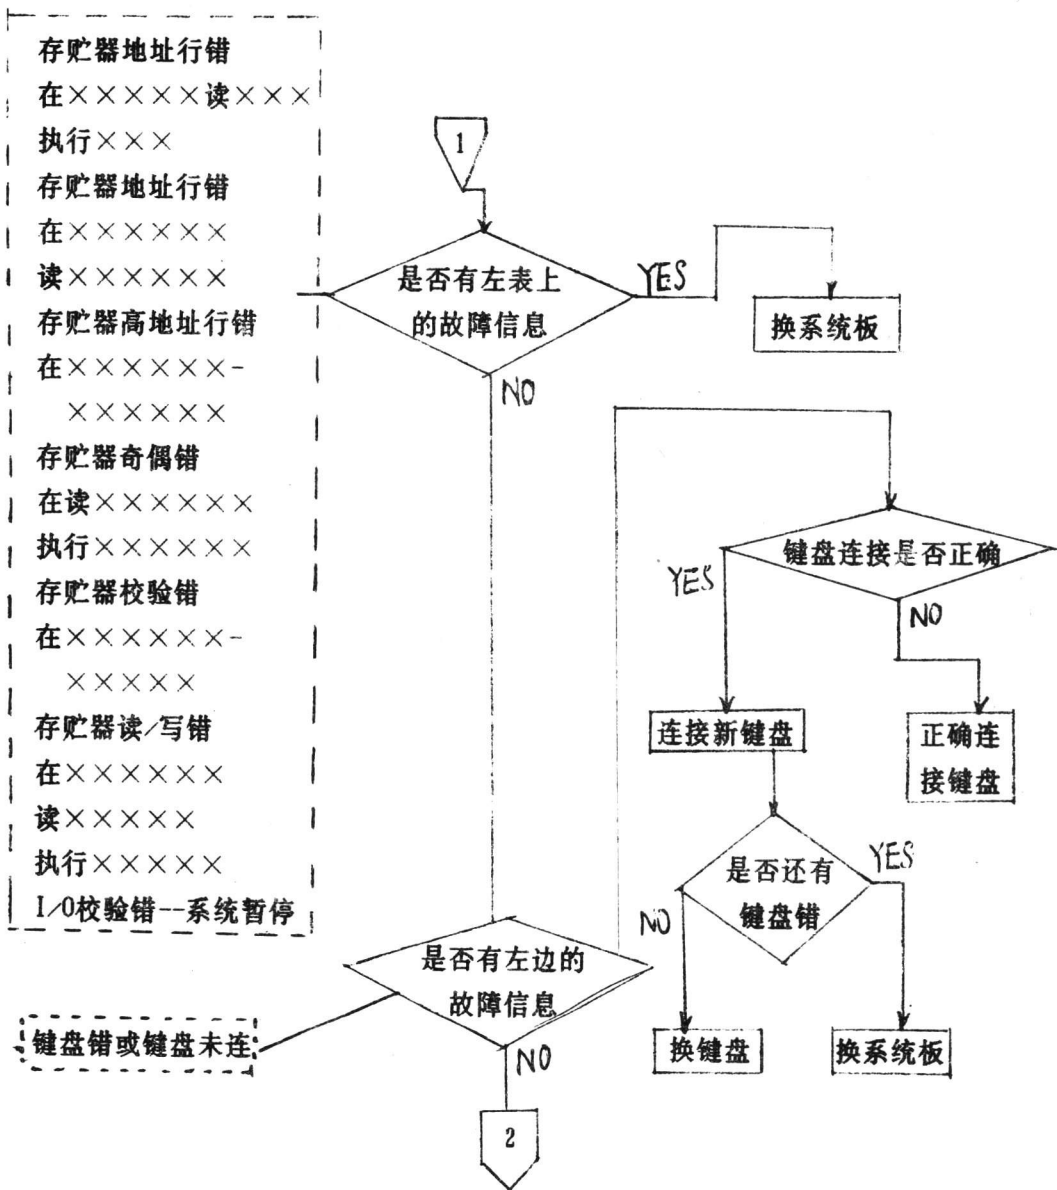 存贮器地址行错
在×××××读×××
执行×××
存贮器地址行错
在××××××
读××××××
存贮器高地址行错
在××××××-
××××××
存贮器奇偶错
在读××××××
执行××××××
存贮器校验错
在××××××-
×××××
存贮器读/写错
在××××××
读×××××
执行×××××
I/O校验错--系统暂停
键盘错或键盘未连
1
是否有左表上
的故障信息
YES
换系统板
NO
键盘连接是否正确
YES
NO
连接新键盘
正确连
接键盘
是否还有
键盘错
YES
NO
换键盘
换系统板
是否有左边的
故障信息
NO
2